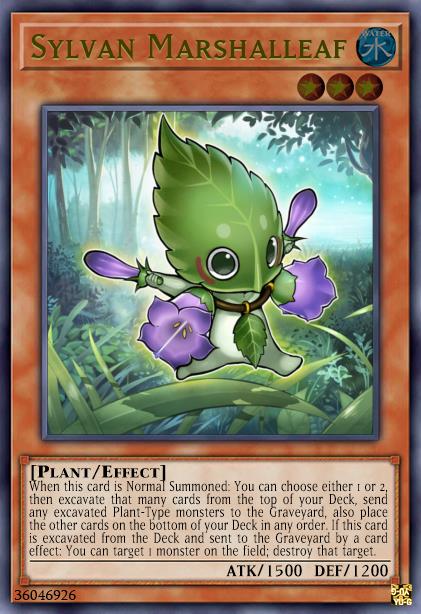 Sylvan Marshalleaf
WATER
水
[Plant/Effect]
When this card is Normal Summoned: You can choose either 1 or 2,
then excavate that many cards from the top of your Deck, send
any excavated Plant-Type monsters to the Graveyard, also place
the other cards on the bottom of your Deck in any order. If this card
is excavated from the Deck and sent to the Graveyard by a card
effect: You can target 1 monster on the field; destroy that target.
ATK/1500 DEF/1200
36046926